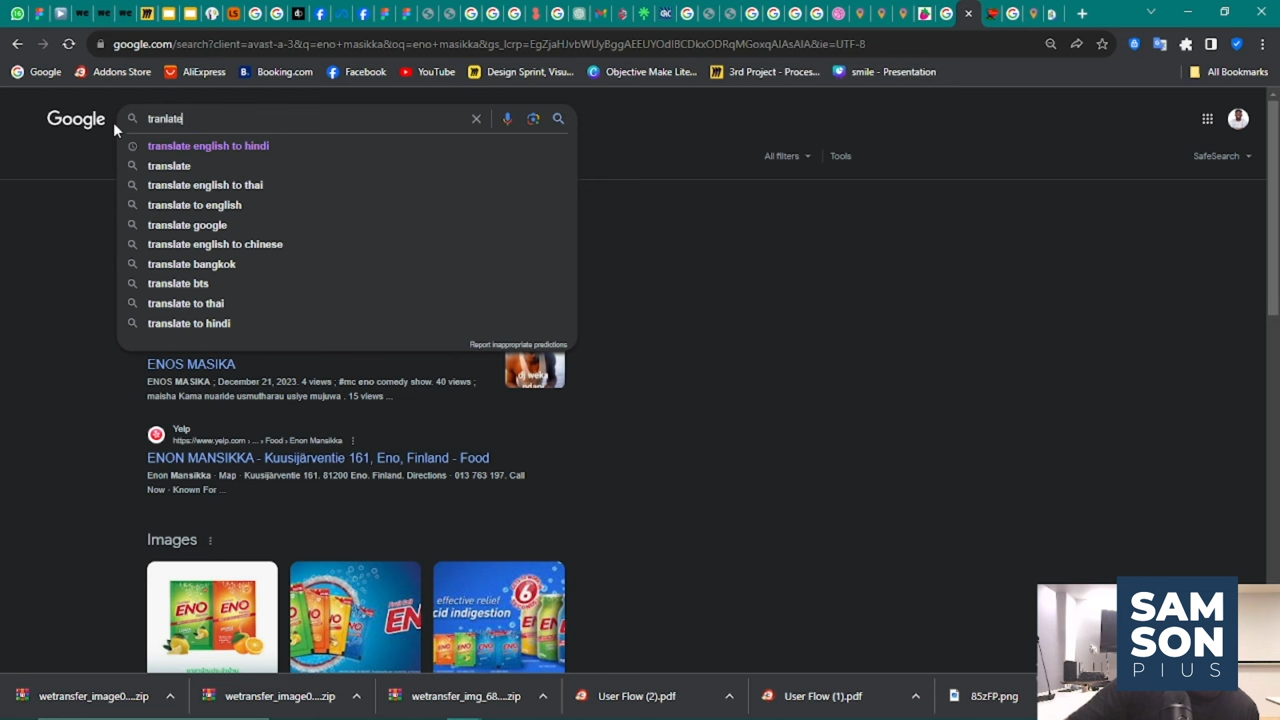 google.com/search?client=avast-a-3&q=eno+masikka&oq=eno+masikka&gs_lcrp=EgZjaHJvbWUyBggAEEUYOdIBCDkxODRqMGoxqAIAsAIA&ie=UTF-8
Google
Addons Store
AliExpress
Booking.com
Facebook
YouTube
Design Sprint, Visu...
Objective Make Lite...
3rd Project - Proces...
smile - Presentation
All Bookmarks
Google
tranlate
translate english to hindi
translate
translate english to thai
translate to english
translate google
translate english to chinese
translate bangkok
translate bts
translate to thai
translate to hindi
Report inappropriate predictions
All filters
Tools
SafeSearch
ENOS MASIKA
ENOS MASIKA ; December 21, 2023. 4 views ; #mc eno comedy show. 40 views ;
maisha Kama nuaride usmutharau usiye mujuwa . 15 views ...
dj weka
ndani
Yelp
https://www.yelp.com › ... › Food › Enon Mansikka
ENON MANSIKKA - Kuusijärventie 161, Eno, Finland - Food
Enon Mansikka · Map · Kuusijärventie 161. 81200 Eno. Finland. Directions · 013 763 197. Call
Now · Known For ...
Images
ENO
ENO
ENO
effective relief
cid indigestion
6
wetransfer_image0....zip
wetransfer_image0....zip
wetransfer_img_68....zip
User Flow (2).pdf
User Flow (1).pdf
85zFP.png
SAM
SON
PIUS